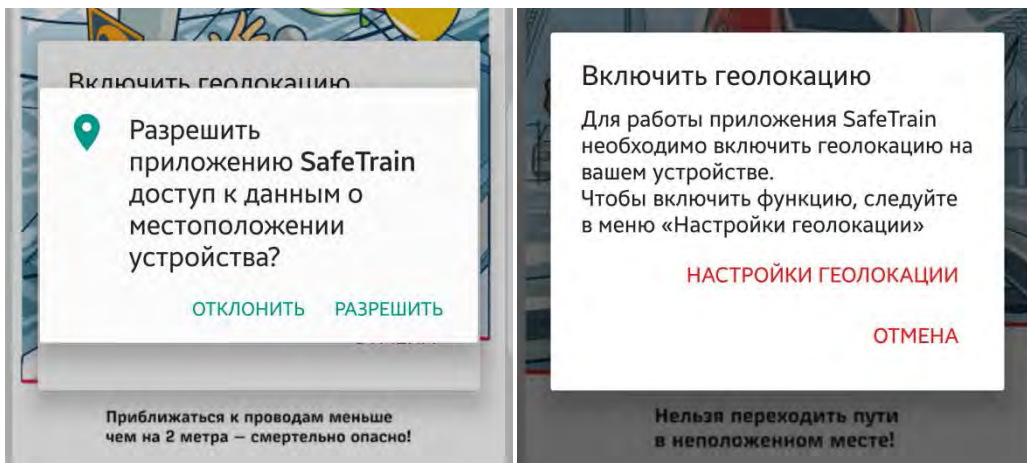 Включить геолокацию
Разрешить
приложению SafeTrain
доступ к данным о
местоположении
устройства?
ОТКЛОНИТЬ РАЗРЕШИТЬ
Приближаться к проводам меньше
чем на 2 метра – смертельно опасно!
Включить геолокацию
Для работы приложения SafeTrain
необходимо включить геолокацию на
вашем устройстве.
Чтобы включить функцию, следуйте
в меню «Настройки геолокации»
НАСТРОЙКИ ГЕОЛОКАЦИИ
ОТМЕНА
Нельзя переходить пути
в неположенном месте!